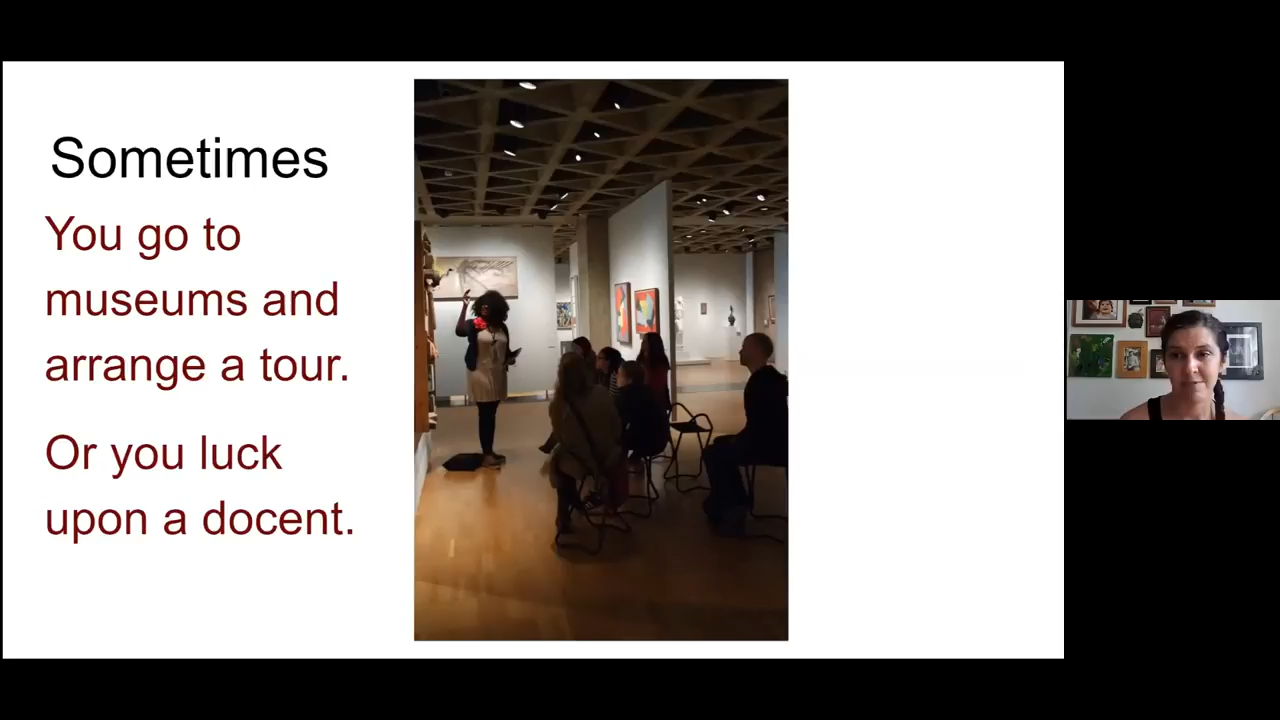 Sometimes
You go to
museums and
arrange a tour.
Or you luck
upon a docent.